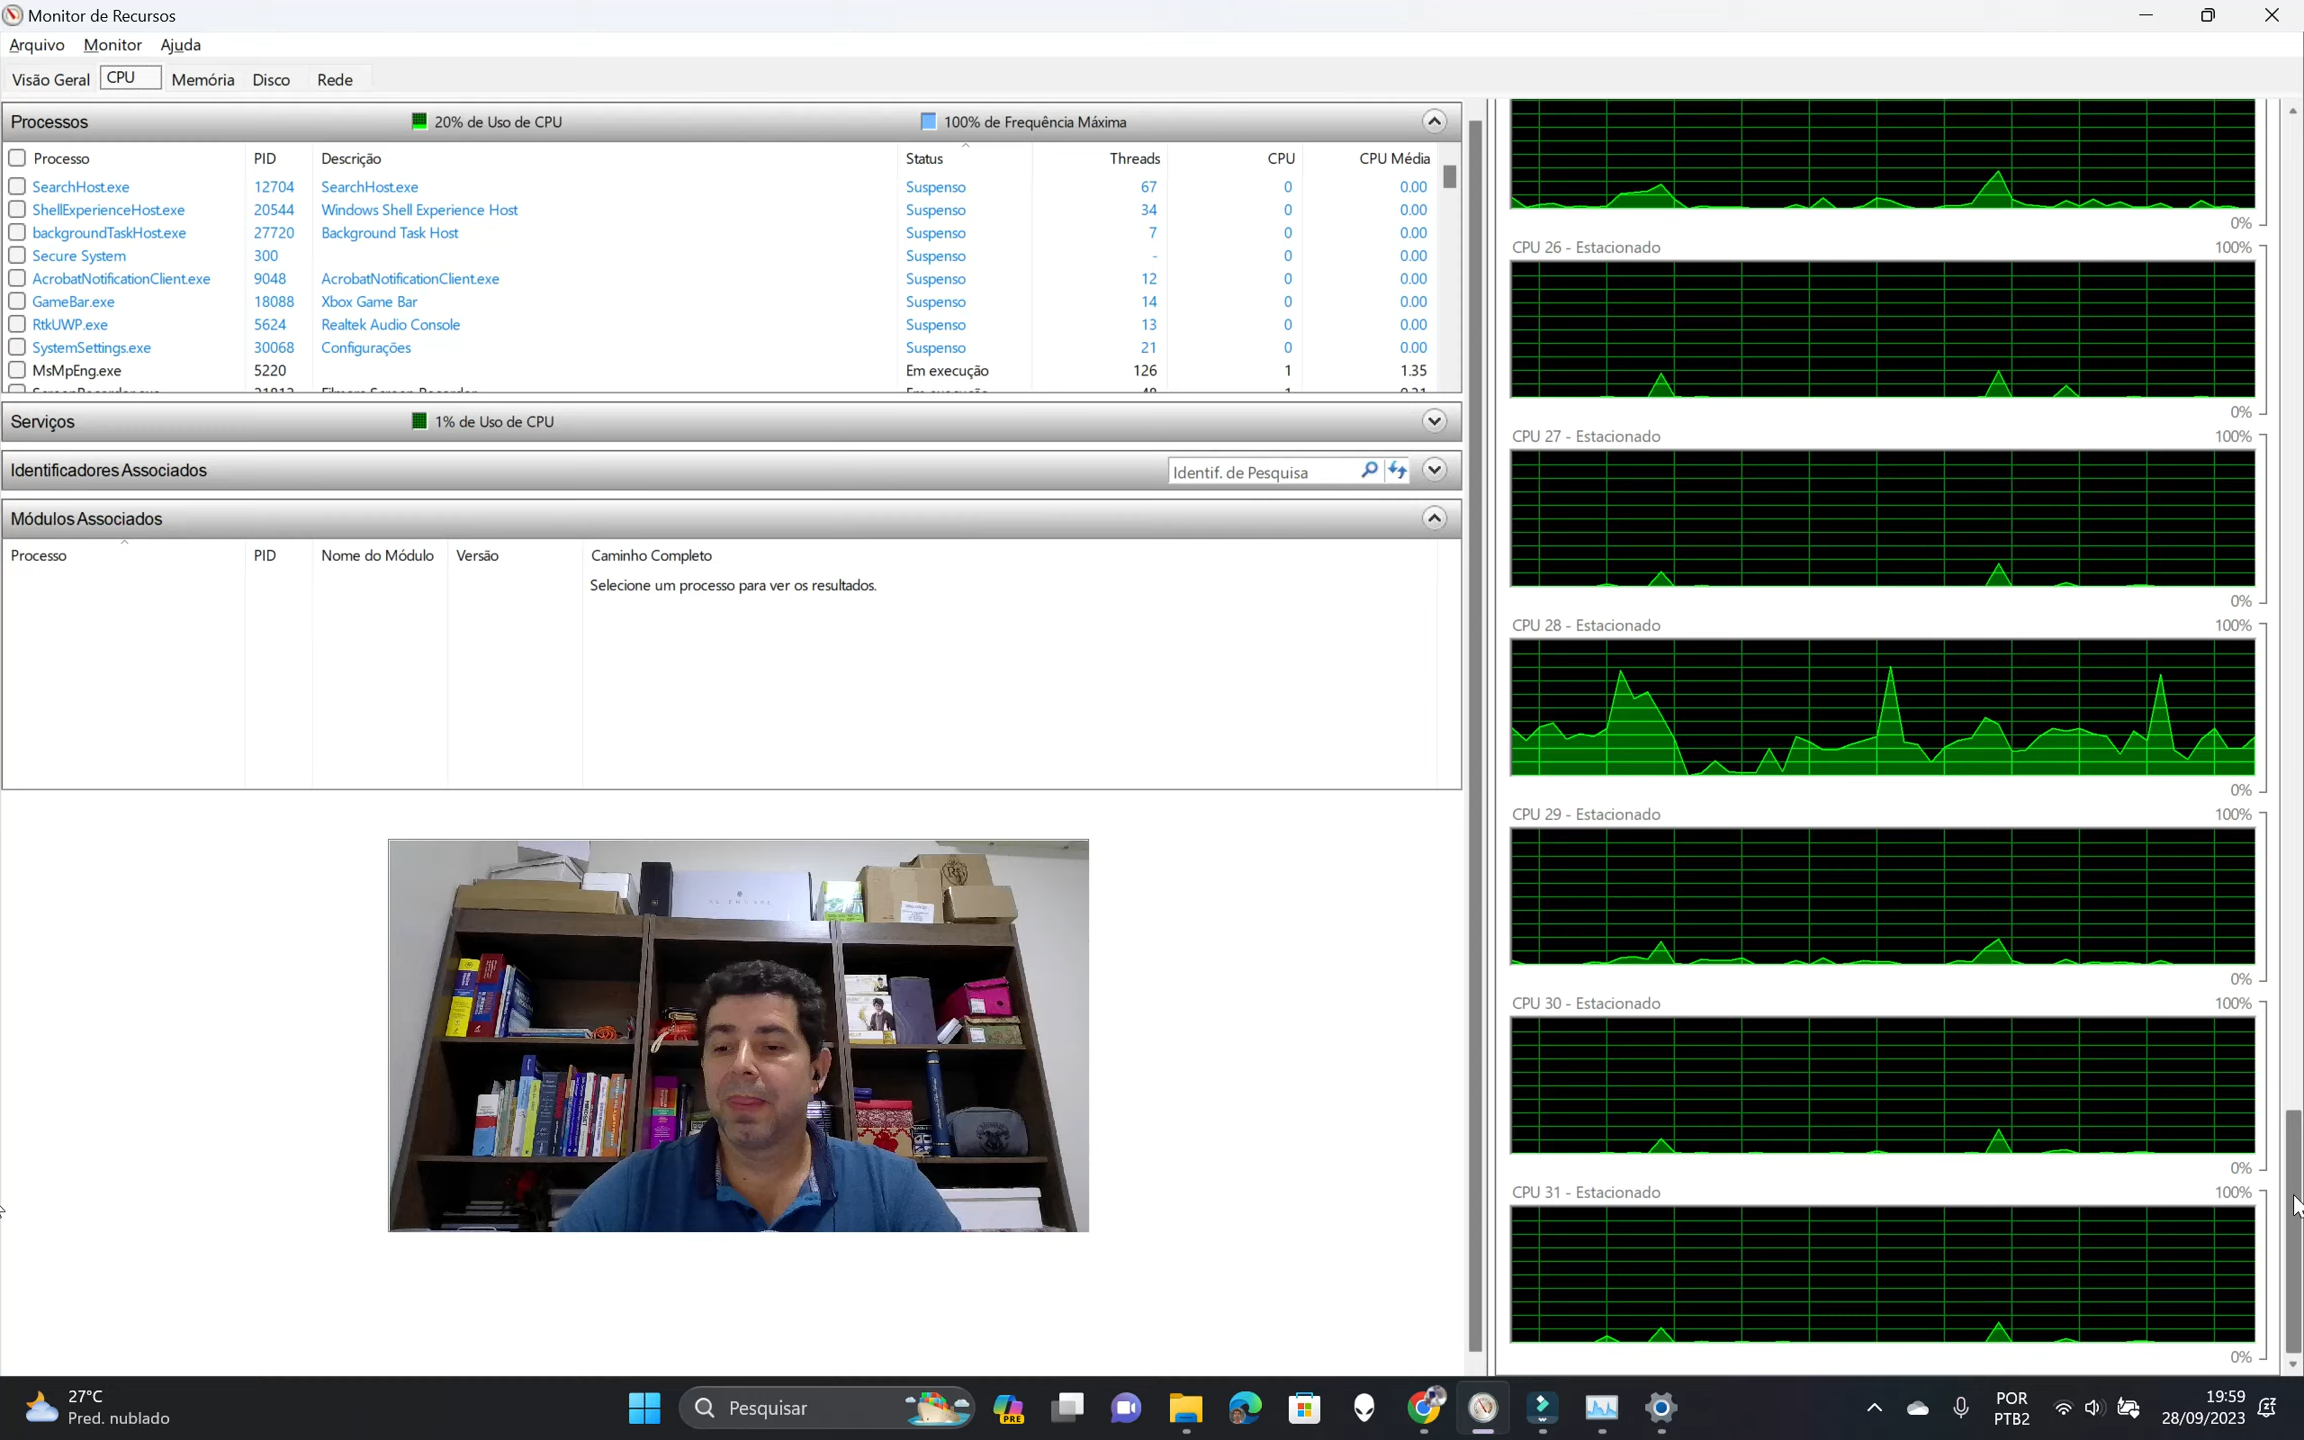 Monitor de Recursos
Arquivo Monitor Ajuda
Visão Geral CPU Memória Disco Rede
Processos 20% de Uso de CPU 100% de Frequência Máxima
Processo PID Descrição Status Threads CPU CPU Média
SearchHost.exe 12704 SearchHost.exe Suspenso 67 0 0.00
ShellExperienceHost.exe 20544 Windows Shell Experience Host Suspenso 34 0 0.00
backgroundTaskHost.exe 27720 Background Task Host Suspenso 7 0 0.00
Secure System 300 Suspenso - 0 0.00
AcrobatNotificationClient.exe 9048 AcrobatNotificationClient.exe Suspenso 12 0 0.00
GameBar.exe 18088 Xbox Game Bar Suspenso 14 0 0.00
RtkUWP.exe 5624 Realtek Audio Console Suspenso 13 0 0.00
SystemSettings.exe 30068 Configurações Suspenso 21 0 0.00
MsMpEng.exe 5220 Em execução 126 1 1.35
Serviços 1% de Uso de CPU
Identificadores Associados Identif. de Pesquisa
Módulos Associados
Processo PID Nome do Módulo Versão Caminho Completo
Selecione um processo para ver os resultados.
0%
CPU 26 - Estacionado 100%
0%
CPU 27 - Estacionado 100%
0%
CPU 28 - Estacionado 100%
0%
CPU 29 - Estacionado 100%
0%
CPU 30 - Estacionado 100%
0%
CPU 31 - Estacionado 100%
0%
27°C
Pred. nublado
Pesquisar
PRE
POR
PTB2
19:59
28/09/2023